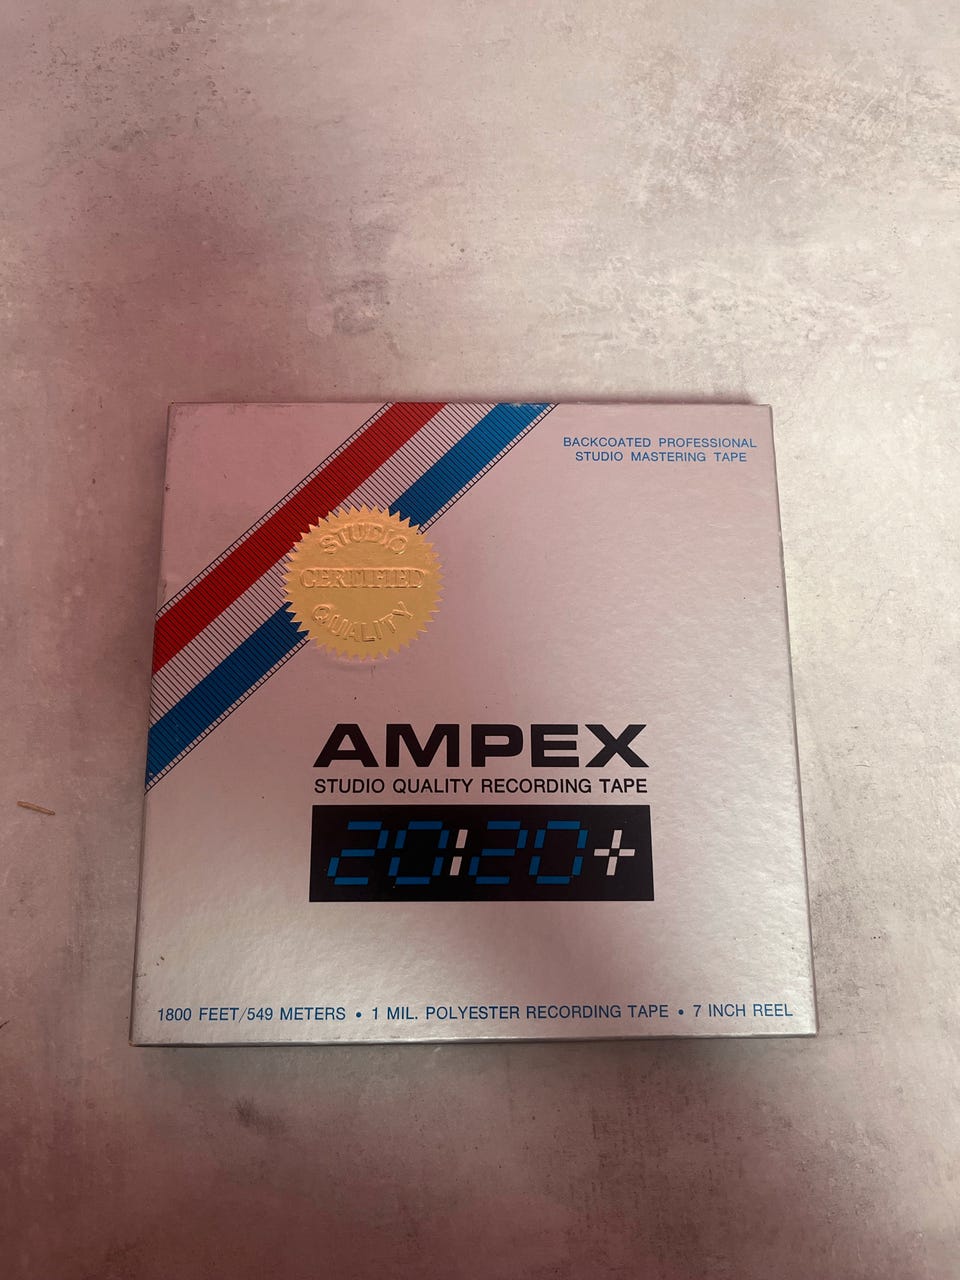 BACKCOATED PROFESSIONAL
STUDIO MASTERING TAPE
STUDIO
CERTIFIED
QUALITY
AMPEX
STUDIO QUALITY RECORDING TAPE
20:20+
1800 FEET/549 METERS • 1 MIL. POLYESTER RECORDING TAPE • 7 INCH REEL